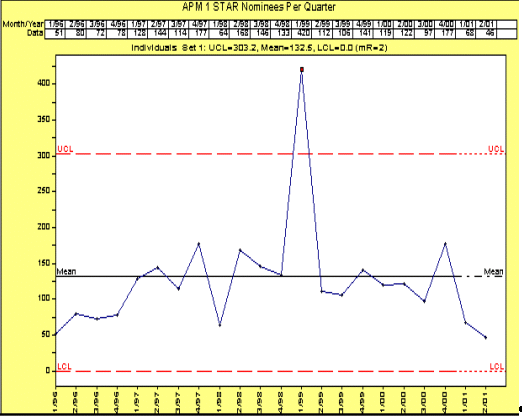 APM 1 STAR Nominees Per Quarter
Month/Year 1/96 2/96 3/96 4/96 1/97 2/97 3/97 4/97 1/98 2/98 3/98 4/98 1/99 2/99 3/99 4/99 1/00 2/00 3/00 4/00 1/01 2/01
Data 51 80 72 78 128 144 114 177 64 168 146 133 420 112 106 141 119 122 97 177 68 46
Individuals Set 1: UCL=303.2, Mean=132.5, LCL=0.0 (mR=2)
400
350
UCL UCL
300
250
200
150
Mean Mean
100
50
LCL LCL
0
1/96 2/96 3/96 4/96 1/97 2/97 3/97 4/97 1/98 2/98 3/98 4/98 1/99 2/99 3/99 4/99 1/00 2/00 3/00 4/00 1/01 2/01